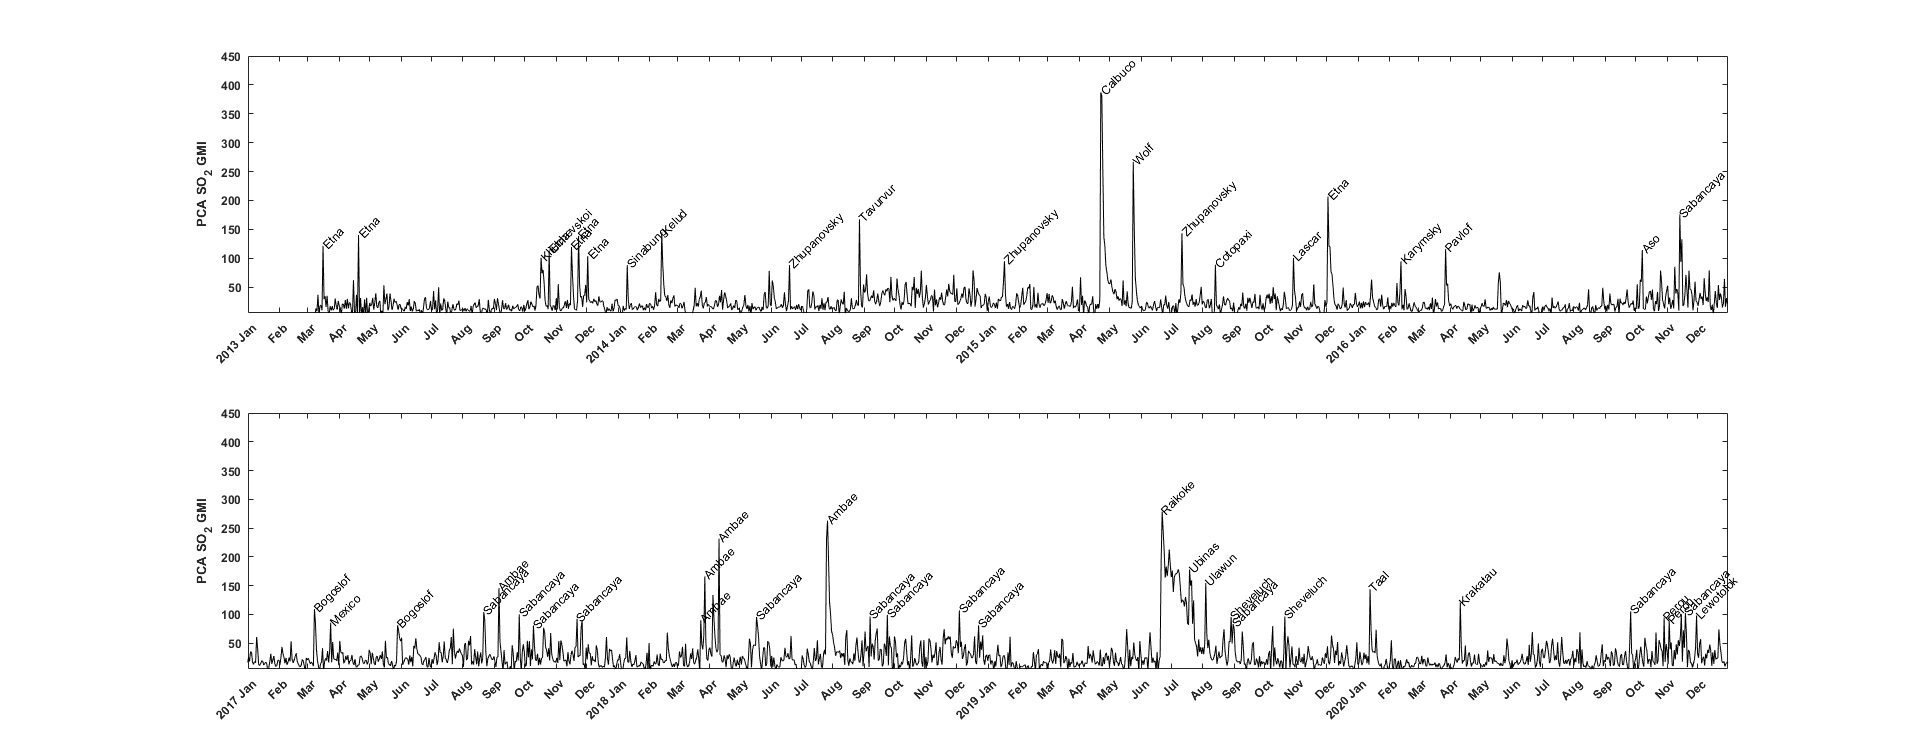 450
400
350
300
250
200
150
100
50
PCA SO2 GMI
Etna
Etna
Etna
Etna
Etna
Etna
Sinabung
Kelud
Zhupanovsky
Tavurvur
Zhupanovsky
Calbuco
Wolf
Zhupanovsky
Cotopaxi
Lascar
Etna
Karymsky
Pavlof
Aso
Sabancaya
2013 Jan Feb Mar Apr May Jun Jul Aug Sep Oct Nov Dec 2014 Jan Feb Mar Apr May Jun Jul Aug Sep Oct Nov Dec 2015 Jan Feb Mar Apr May Jun Jul Aug Sep Oct Nov Dec 2016 Jan Feb Mar Apr May Jun Jul Aug Sep Oct Nov Dec
450
400
350
300
250
200
150
100
50
PCA SO2 GMI
Bogoslof
Mexico
Bogoslof
Sabancaya
Ambae
Sabancaya
Sabancaya
Sabancaya
Ambae
Ambae
Ambae
Sabancaya
Ambae
Sabancaya
Sabancaya
Sabancaya
Sabancaya
Raikoke
Ubinas
Ulawun
Sheveluch
Sabancaya
Sheveluch
Taal
Krakatau
Sabancaya
Sabancaya
Lewotolok
2017 Jan Feb Mar Apr May Jun Jul Aug Sep Oct Nov Dec 2018 Jan Feb Mar Apr May Jun Jul Aug Sep Oct Nov Dec 2019 Jan Feb Mar Apr May Jun Jul Aug Sep Oct Nov Dec 2020 Jan Feb Mar Apr May Jun Jul Aug Sep Oct Nov Dec